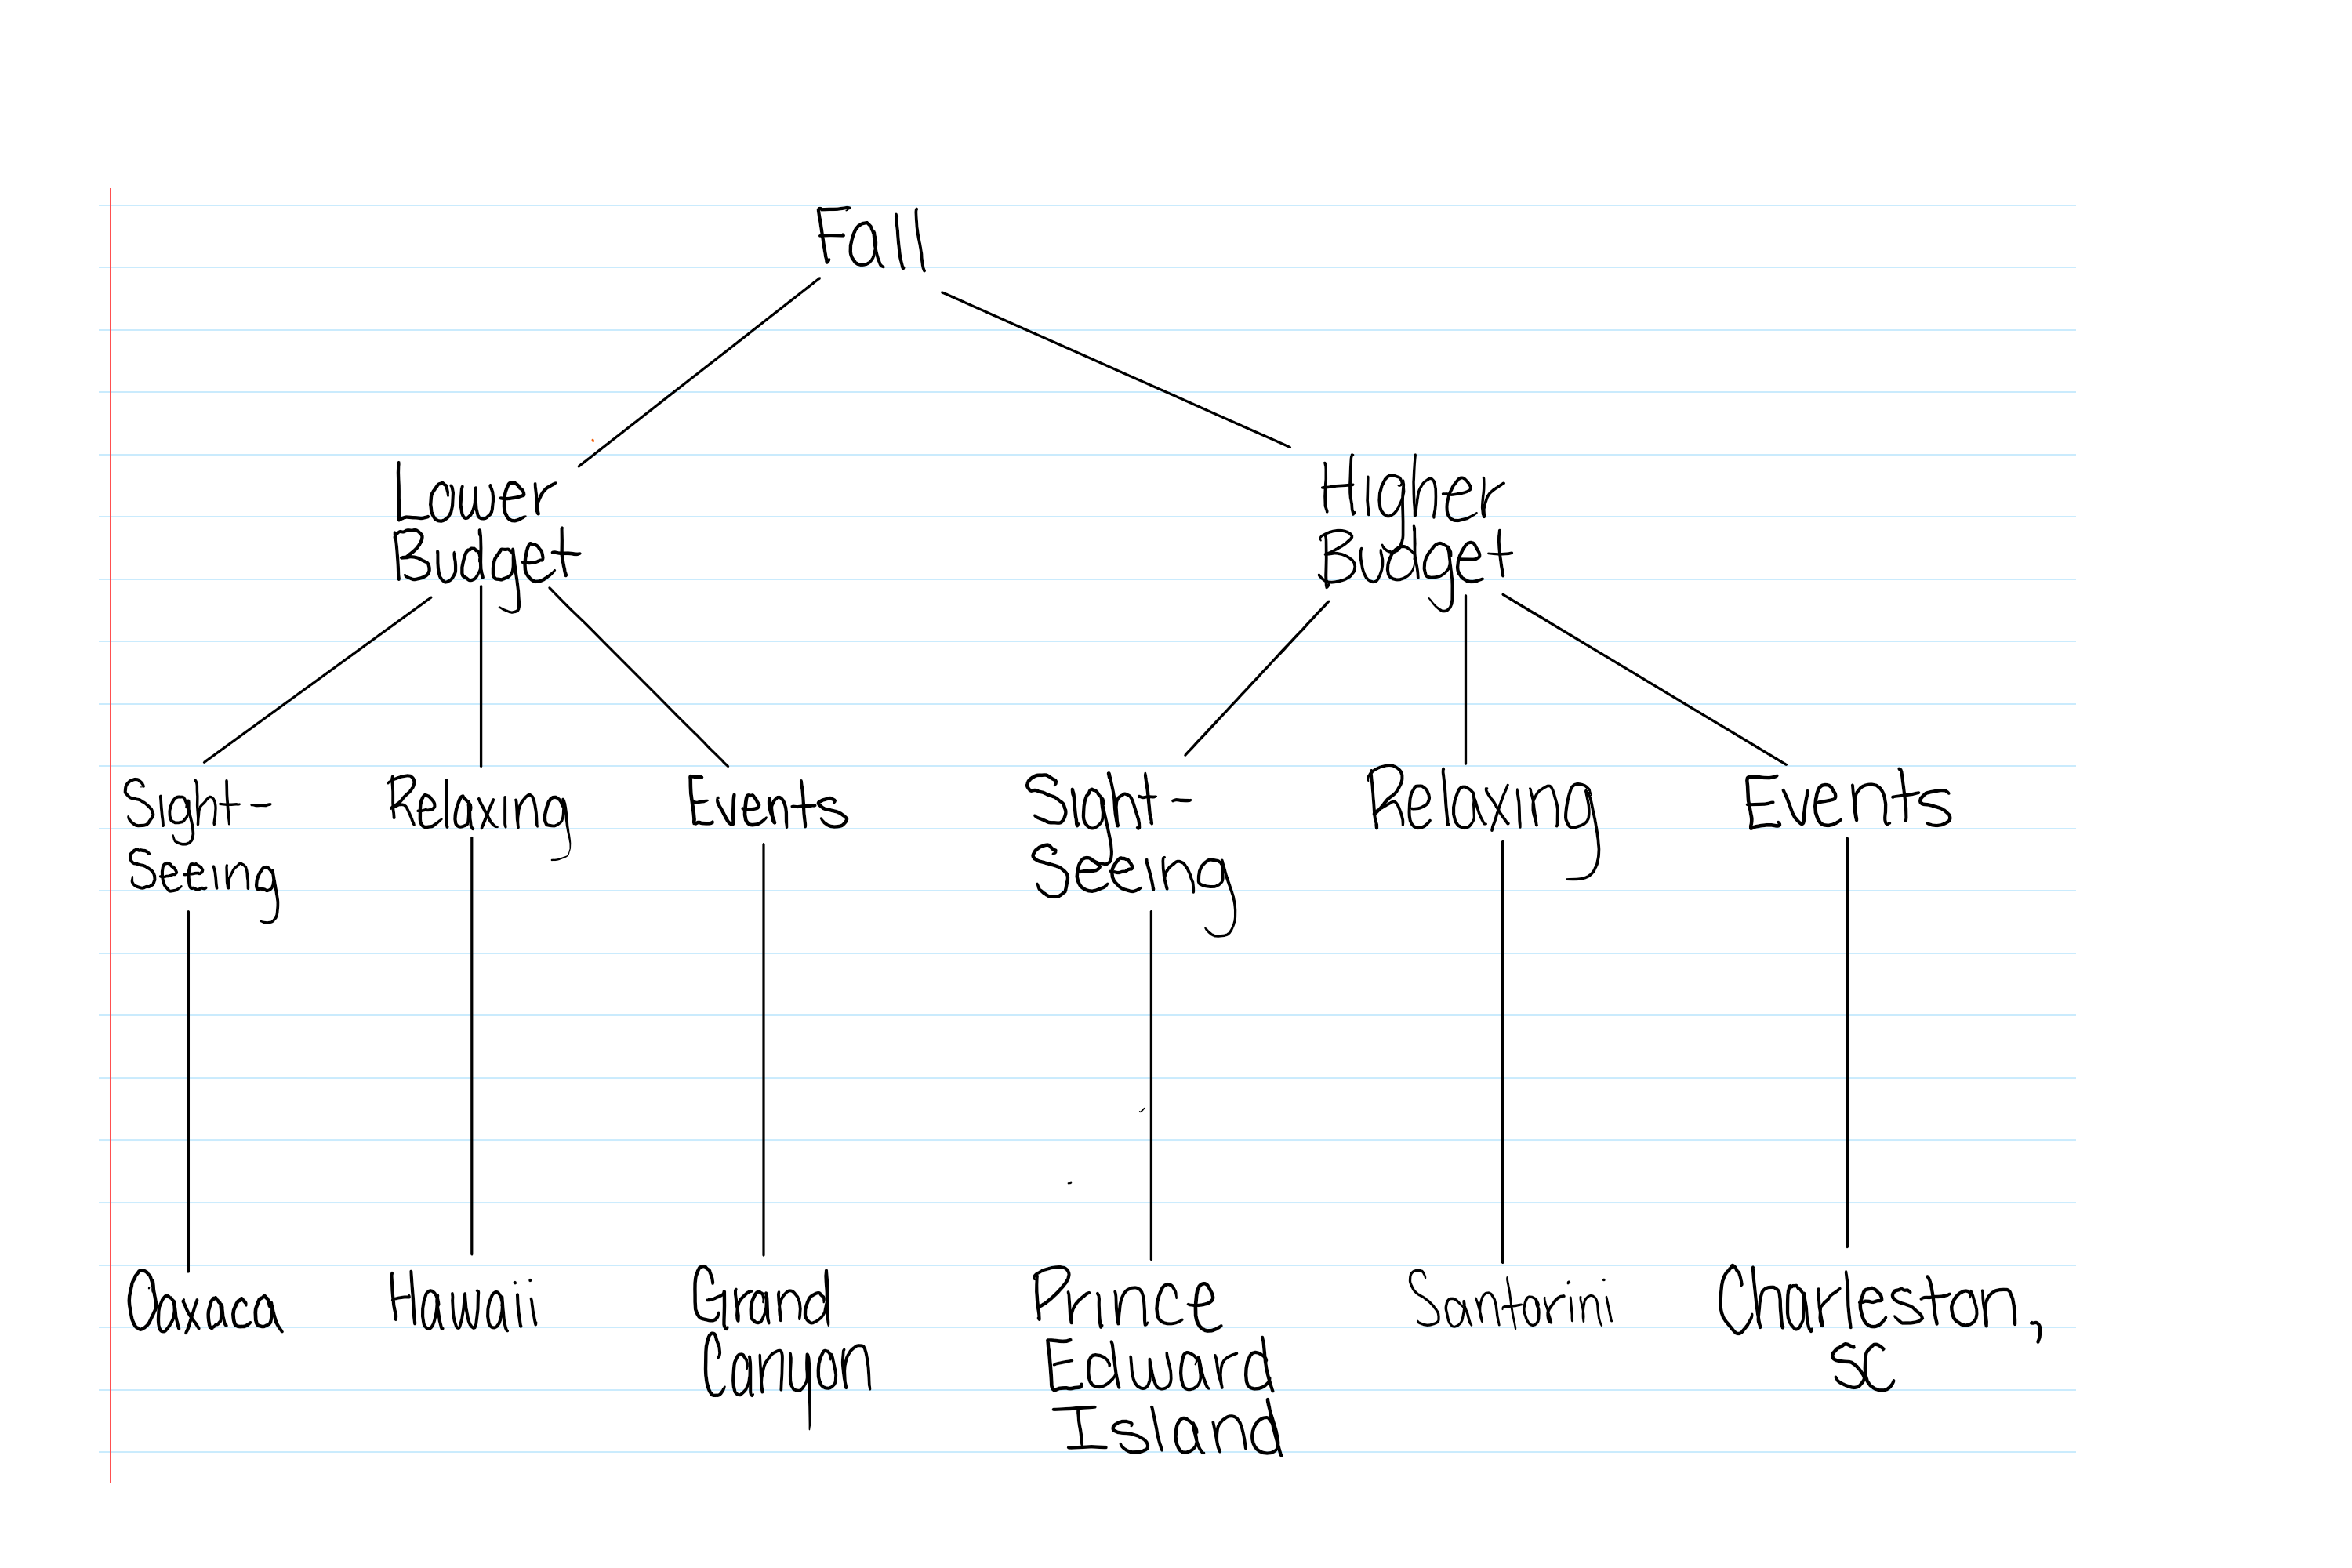 Fall
Lower
Budget
Higher
Budget
Sight-
Seeing
Relaxing
Events
Sight-
Seeing
Relaxing
Events
Oaxaca
Hawaii
Grand
Canyon
Prince
Edward
Island
Santorini
Charleston,
SC